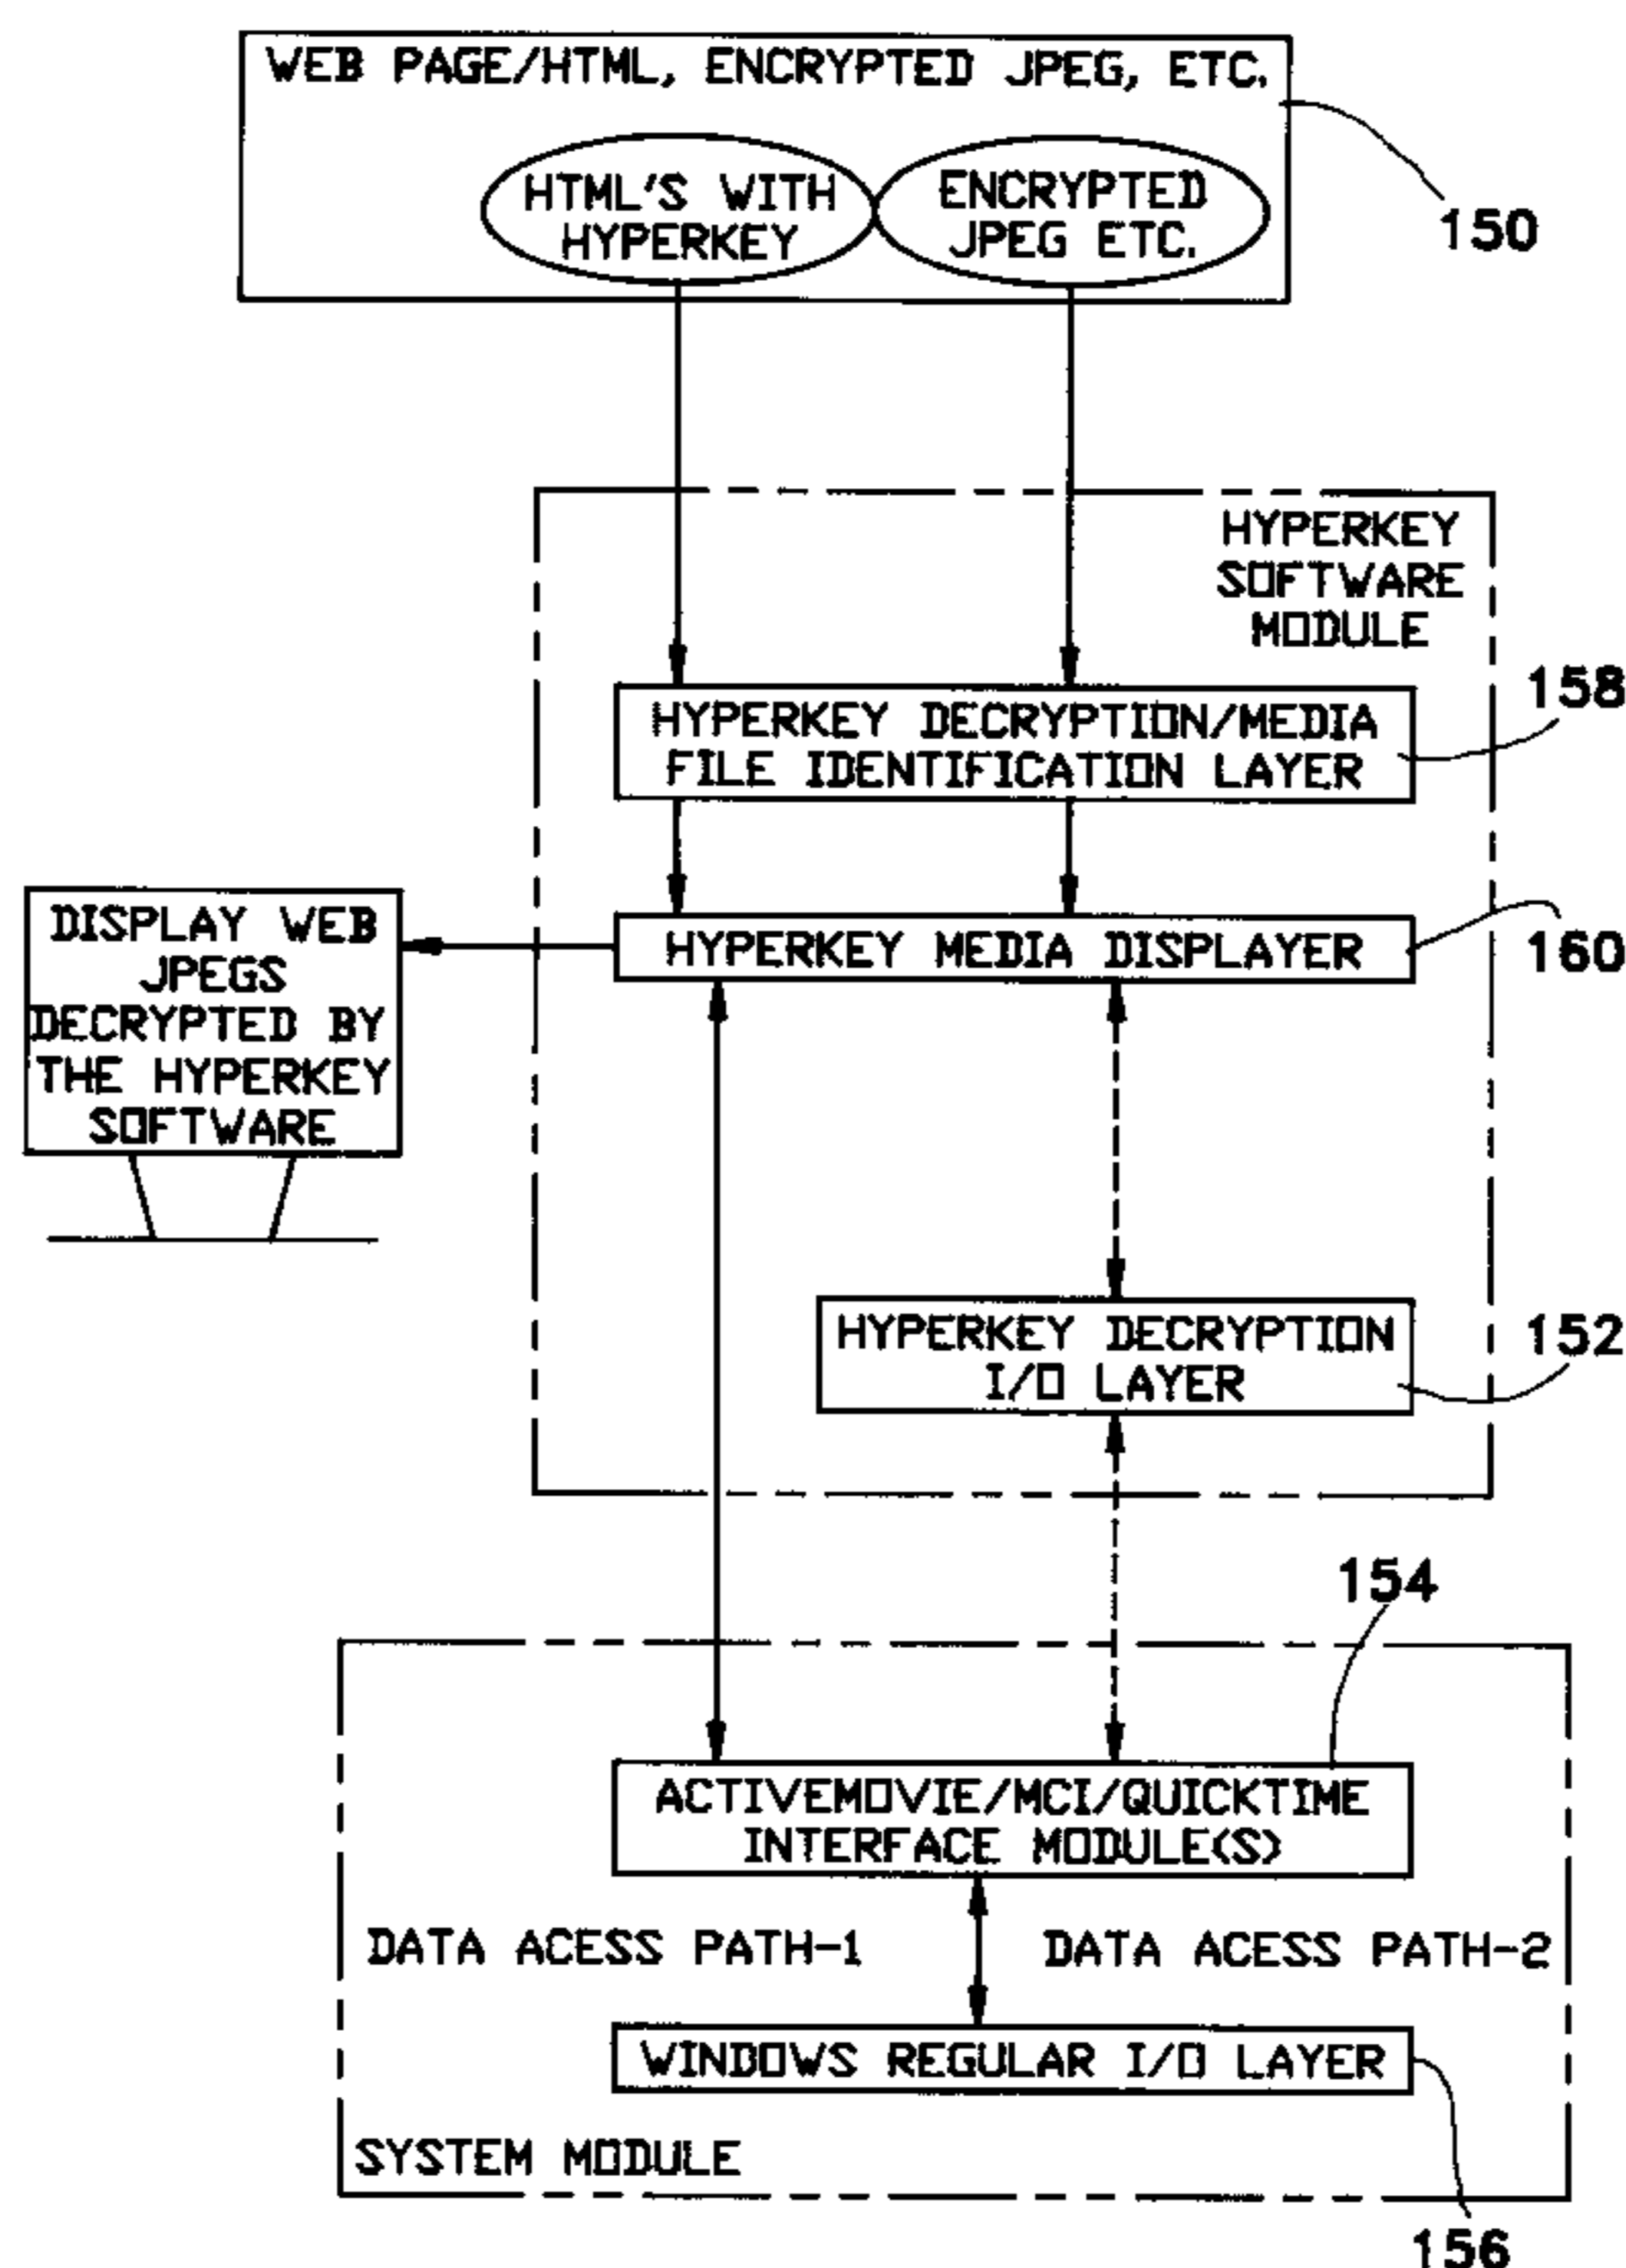 WEB PAGE/HTML, ENCRYPTED JPEG, ETC.
HTML'S WITH
HYPERKEY
ENCRYPTED
JPEG ETC.
150
HYPERKEY
SOFTWARE
MODULE
158
HYPERKEY DECRYPTION/MEDIA
FILE IDENTIFICATION LAYER
DISPLAY WEB
JPEGS
DECRYPTED BY
THE HYPERKEY
SOFTWARE
HYPERKEY MEDIA DISPLAYER
160
HYPERKEY DECRYPTION
I/O LAYER
152
154
ACTIVEMOVIE/MCI/QUICKTIME
INTERFACE MODULE(S)
DATA ACESS PATH-1
DATA ACESS PATH-2
WINDOWS REGULAR I/O LAYER
SYSTEM MODULE
156